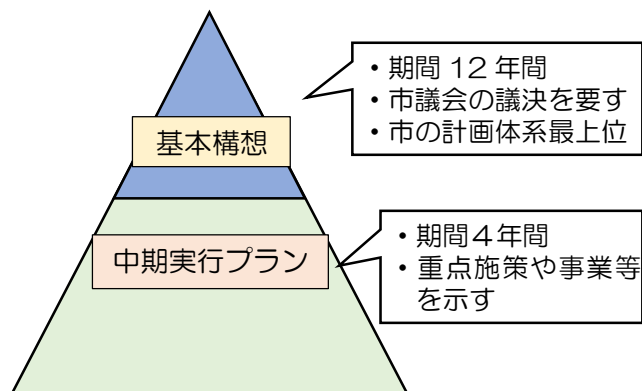 ・期間 12 年間
・市議会の議決を要す
・市の計画体系最上位
基本構想
・期間４年間
・重点施策や事業等
を示す
中期実行プラン